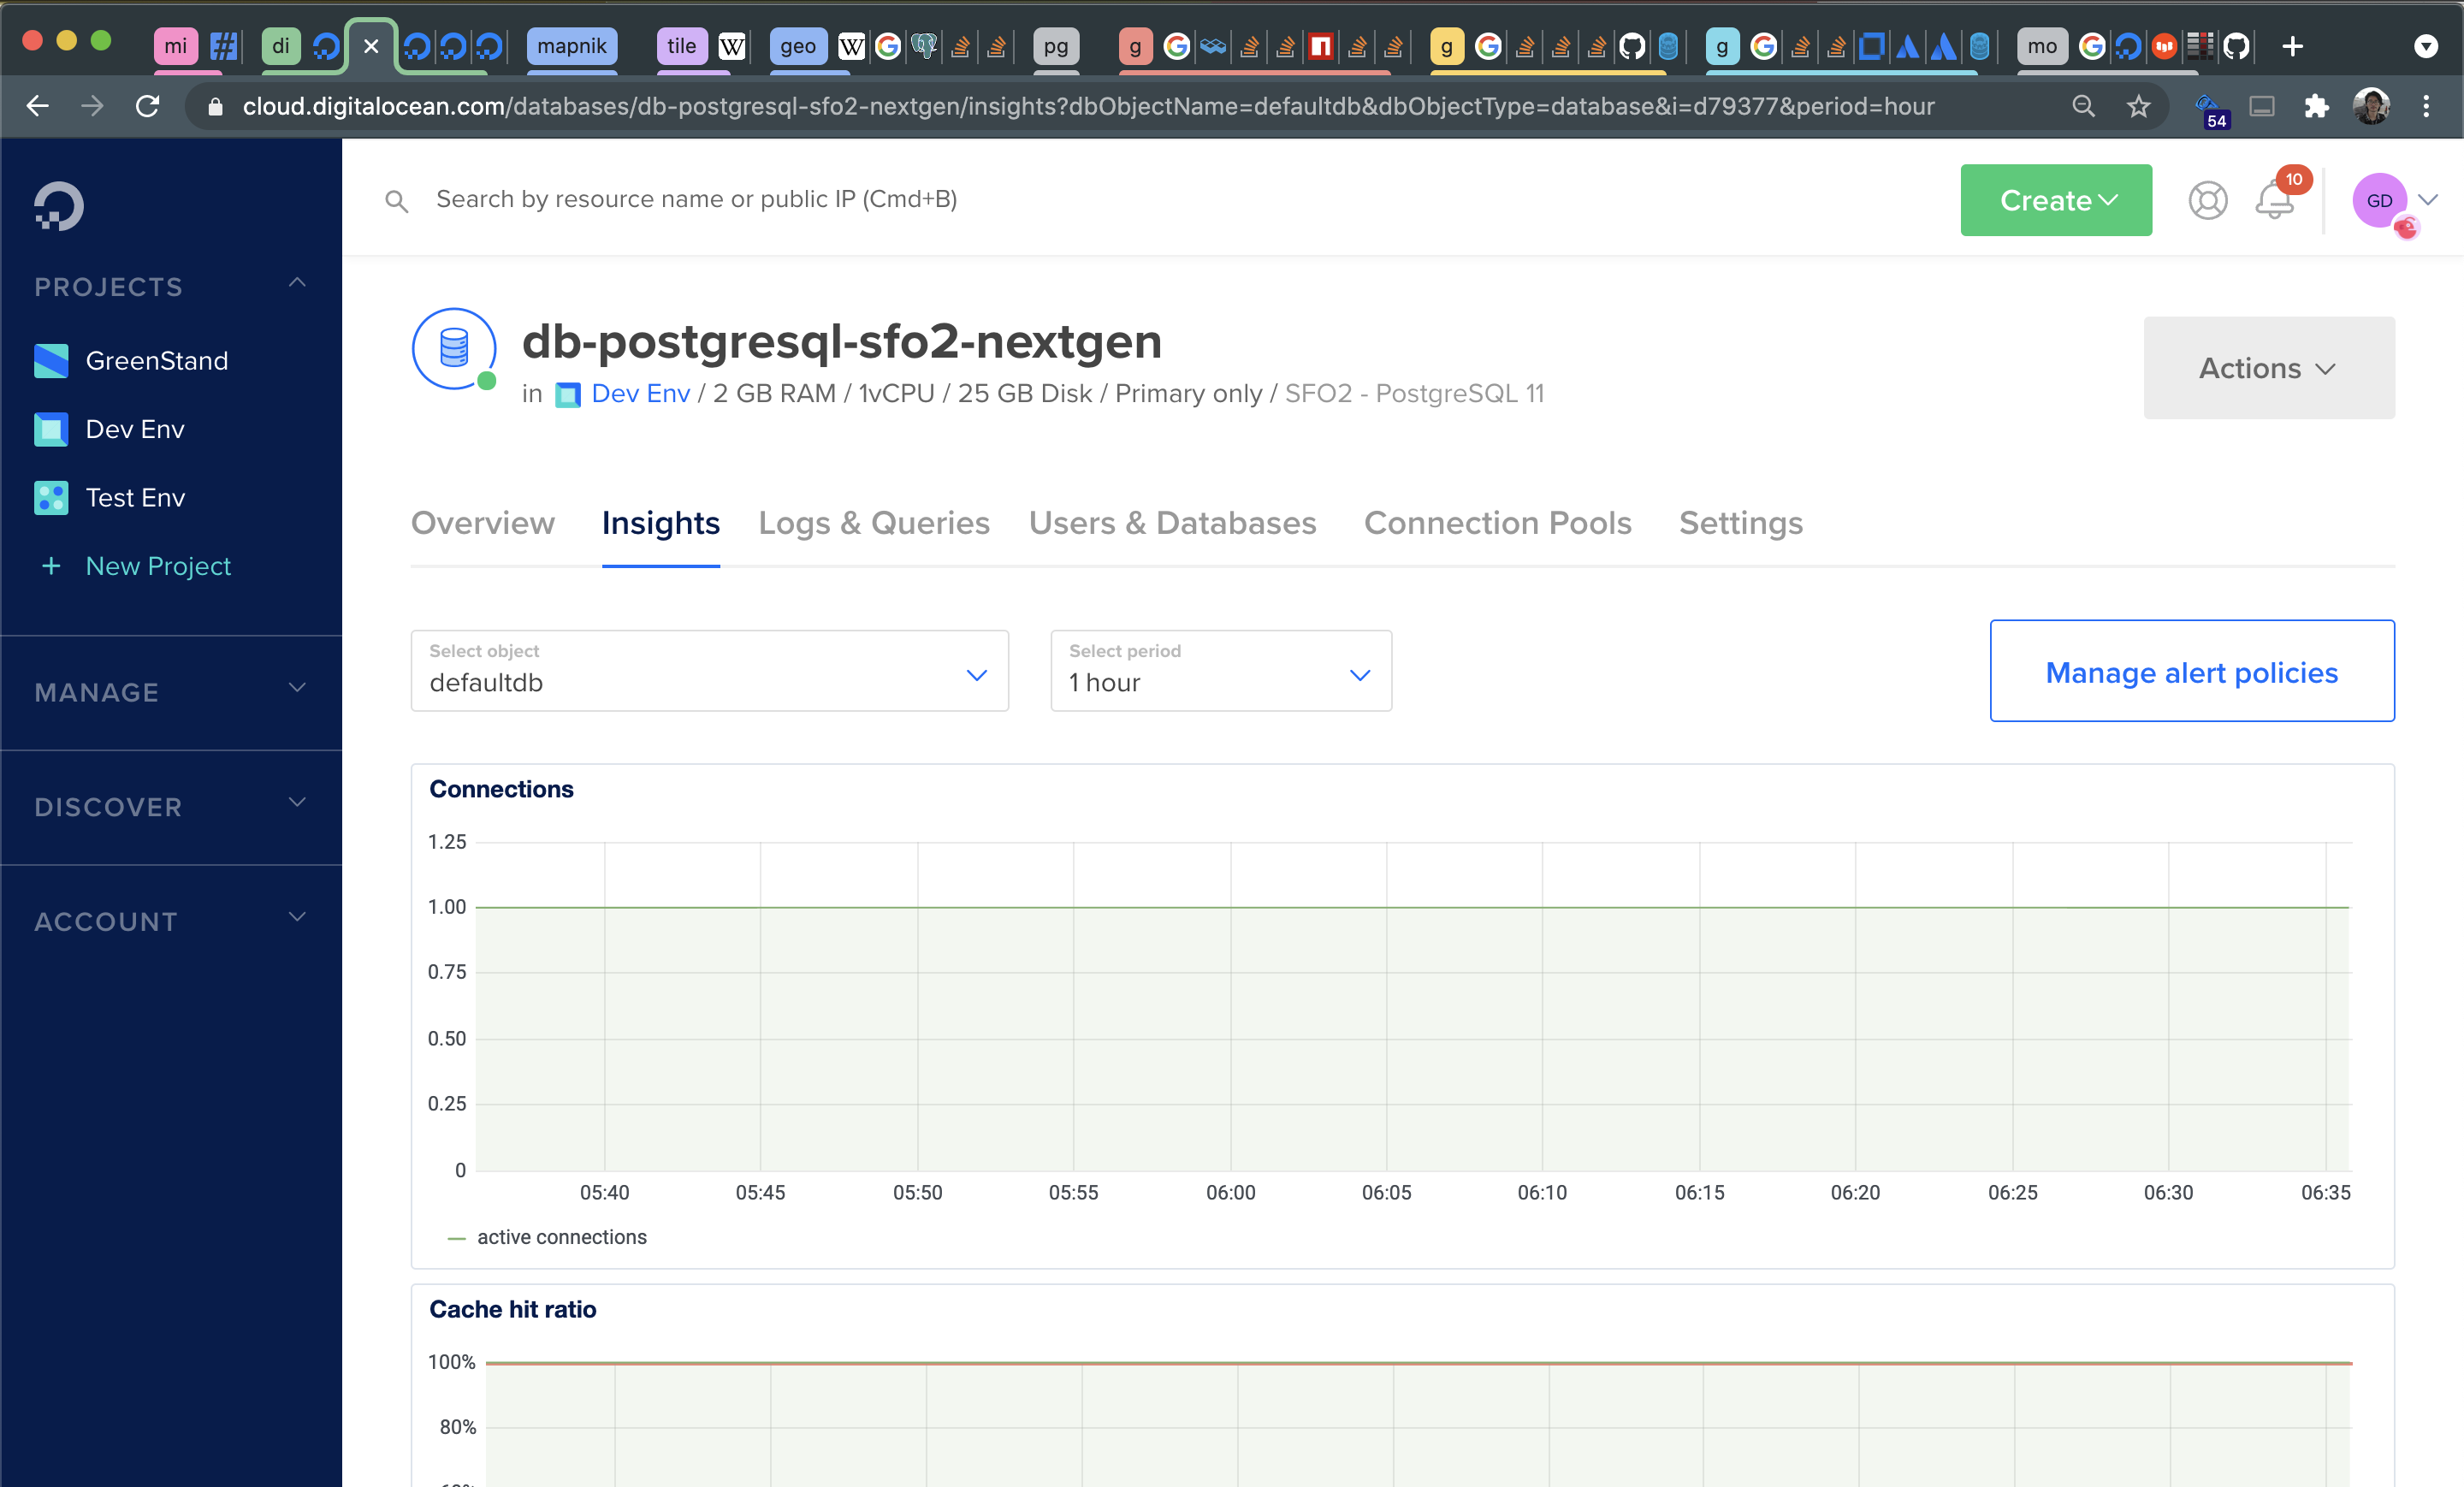 mi
di
mapnik
tile
W
geo
W
pg
g
g
g
mo
cloud.digitalocean.com/databases/db-postgresql-sfo2-nextgen/insights?dbObjectName=defaultdb&dbObjectType=database&i=d79377&period=hour
54
Search by resource name or public IP (Cmd+B)
Create
10
GD
PROJECTS
GreenStand
Dev Env
Test Env
+ New Project
MANAGE
DISCOVER
ACCOUNT
db-postgresql-sfo2-nextgen
in Dev Env / 2 GB RAM / 1vCPU / 25 GB Disk / Primary only / SFO2 - PostgreSQL 11
Actions
Overview Insights Logs & Queries Users & Databases Connection Pools Settings
Select object
defaultdb
Select period
1 hour
Manage alert policies
Connections
1.25
1.00
0.75
0.50
0.25
0
05:40 05:45 05:50 05:55 06:00 06:05 06:10 06:15 06:20 06:25 06:30 06:35
active connections
Cache hit ratio
100%
80%